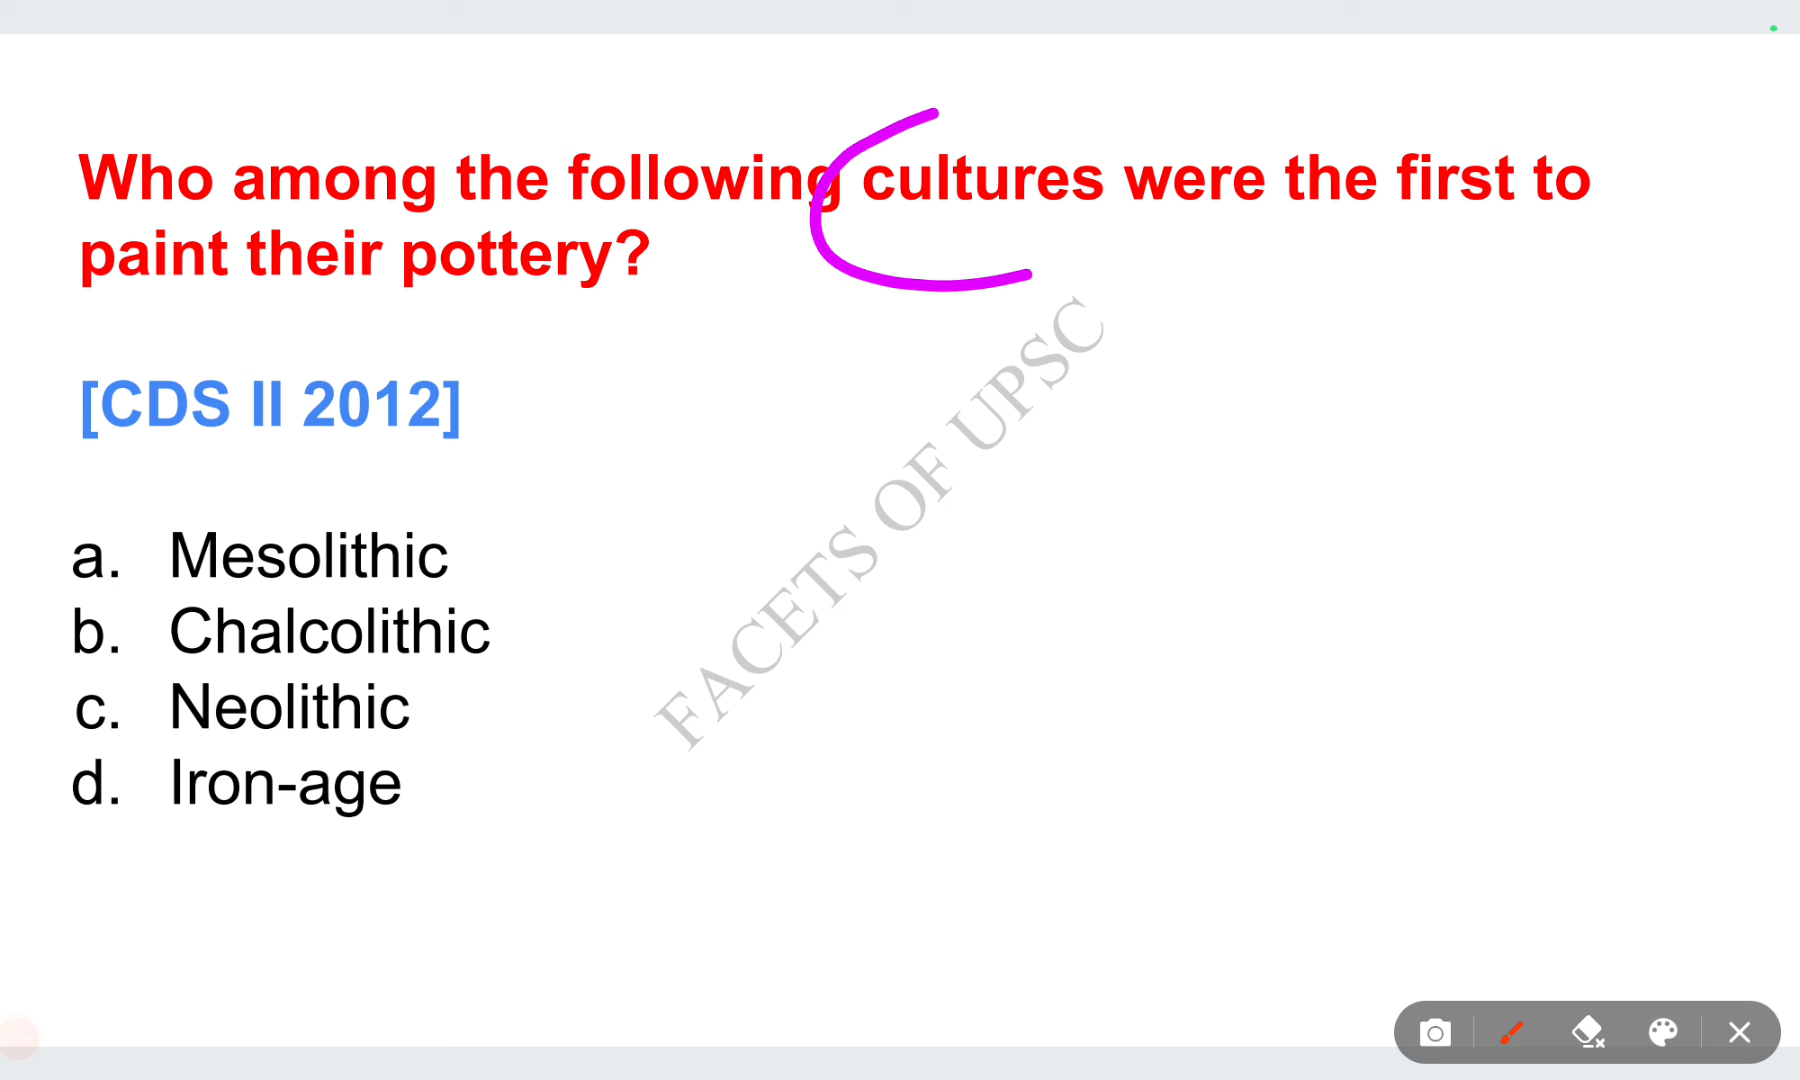 Who among the following cultures were the first to
paint their pottery?
[CDS II 2012]
a. Mesolithic
b. Chalcolithic
c. Neolithic
d. Iron-age
FACETS OF UPSC